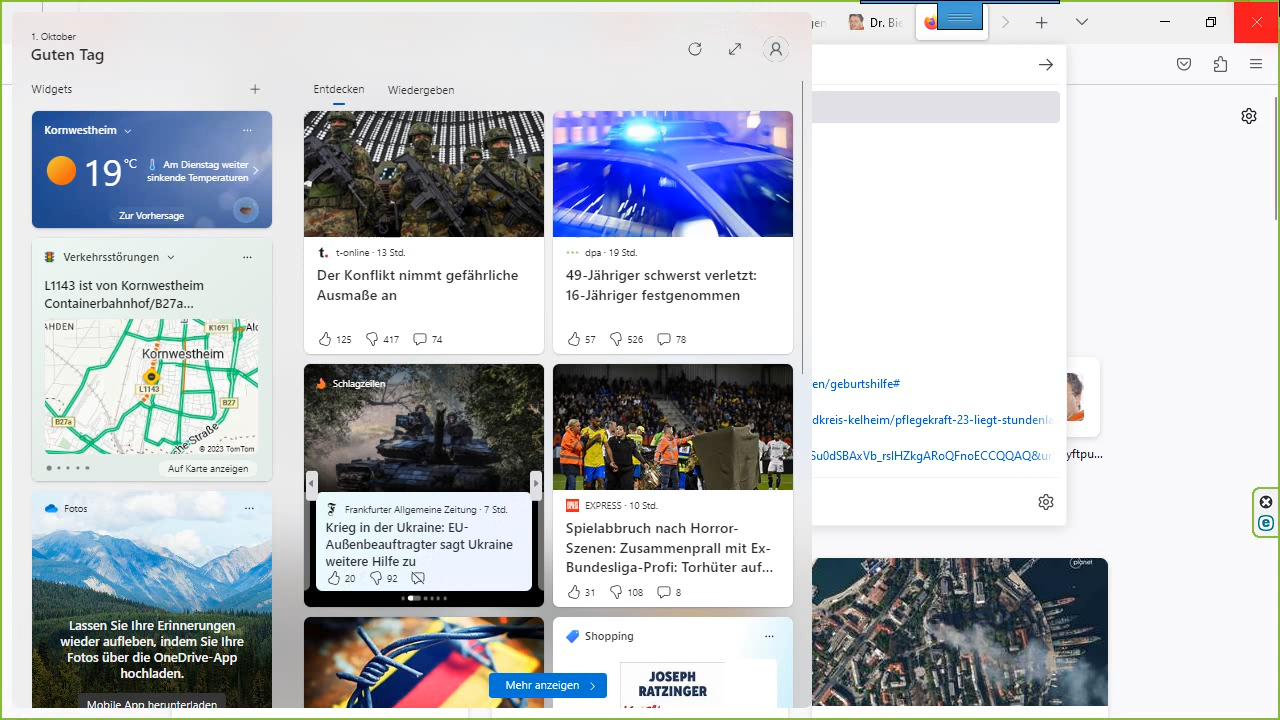 1. Oktober
Guten Tag
Widgets
Entdecken
Wiedergeben
gen
Dr. Bie
Kornwestheim
19 °C
Am Dienstag weiter
sinkende Temperaturen
Zur Vorhersage
Verkehrsstörungen
L1143 ist von Kornwestheim
Containerbahnhof/B27a...
AHDEN
K1691
Kornwestheim
L1143
B27
B27a
he-Straße
© 2023 TomTom
Auf Karte anzeigen
Fotos
Lassen Sie Ihre Erinnerungen
wieder aufleben, indem Sie Ihre
Fotos über die OneDrive-App
hochladen.
Mobile App herunterladen
t-online · 13 Std.
Der Konflikt nimmt gefährliche
Ausmaße an
125
417
74
dpa · 19 Std.
49-Jähriger schwerst verletzt:
16-Jähriger festgenommen
57
526
78
Schlagzeilen
Frankfurter Allgemeine Zeitung · 7 Std.
Krieg in der Ukraine: EU-
Außenbeauftragter sagt Ukraine
weitere Hilfe zu
20
92
EXPRESS · 10 Std.
Spielabbruch nach Horror-
Szenen: Zusammenprall mit Ex-
Bundesliga-Profi: Torhüter auf...
31
108
8
Mehr anzeigen
Shopping
JOSEPH
RATZINGER
en/geburtshilfe#
dkreis-kelheim/pflegekraft-23-liegt-stundenla
yftpu...
planet